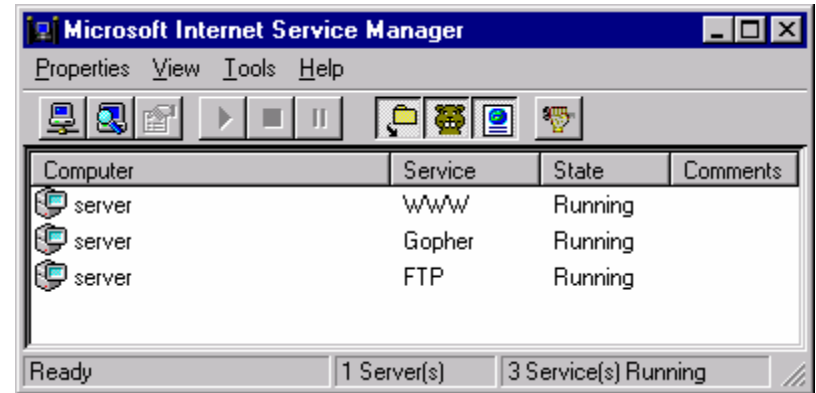 Microsoft Internet Service Manager
Properties View Tools Help
Computer Service State Comments
server WWW Running
server Gopher Running
server FTP Running
Ready 1 Server(s) 3 Service(s) Running